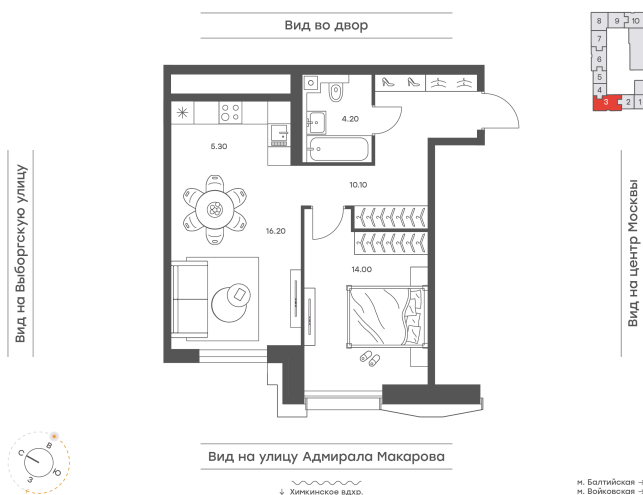 Вид во двор
8 9 10
7
6
5
4
3 2 1
4.20
5.30
10.10
16.20
14.00
Вид на Выборгскую улицу
Вид на центр Москвы
Вид на улицу Адмирала Макарова
↓ Химкинское вдхр.
С В
З Ю
м. Балтийская
м. Войковская